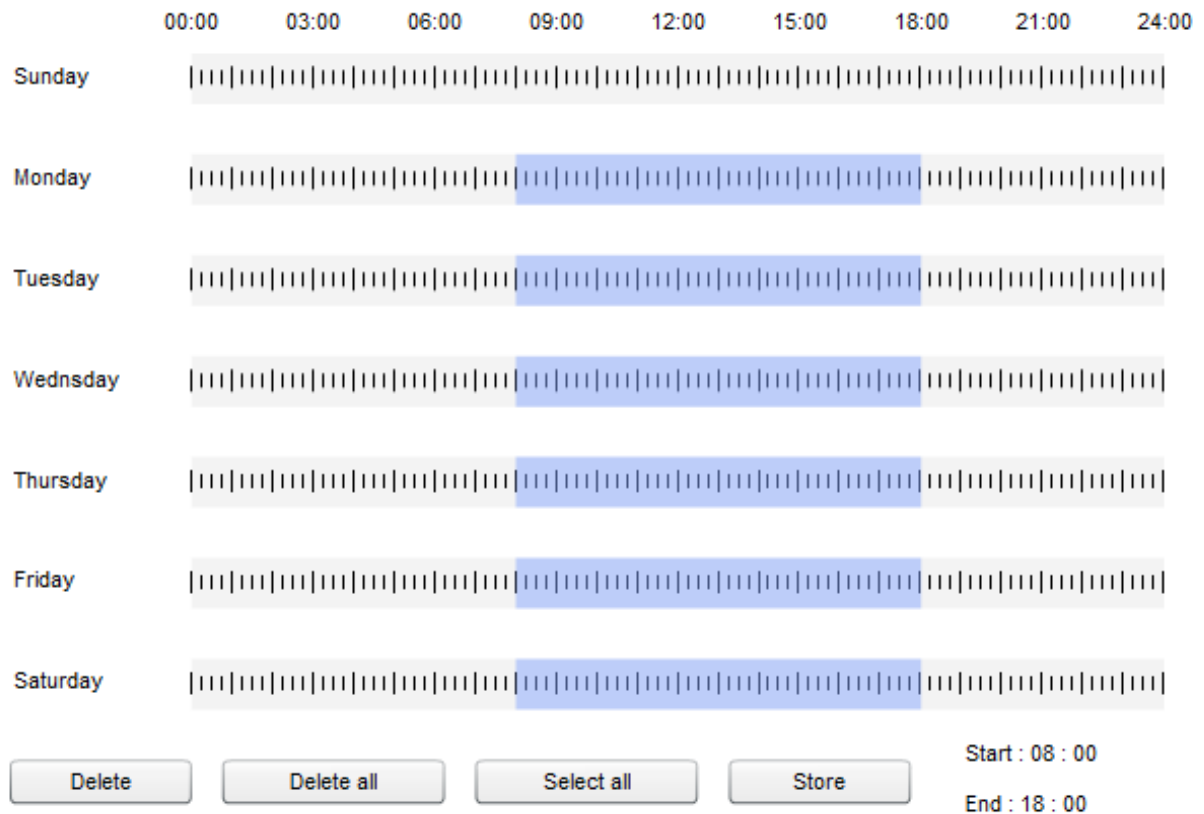 00:00 03:00 06:00 09:00 12:00 15:00 18:00 21:00 24:00
Sunday
Monday
Tuesday
Wednsday
Thursday
Friday
Saturday
Start : 08 : 00
Delete Delete all Select all Store
End : 18 : 00